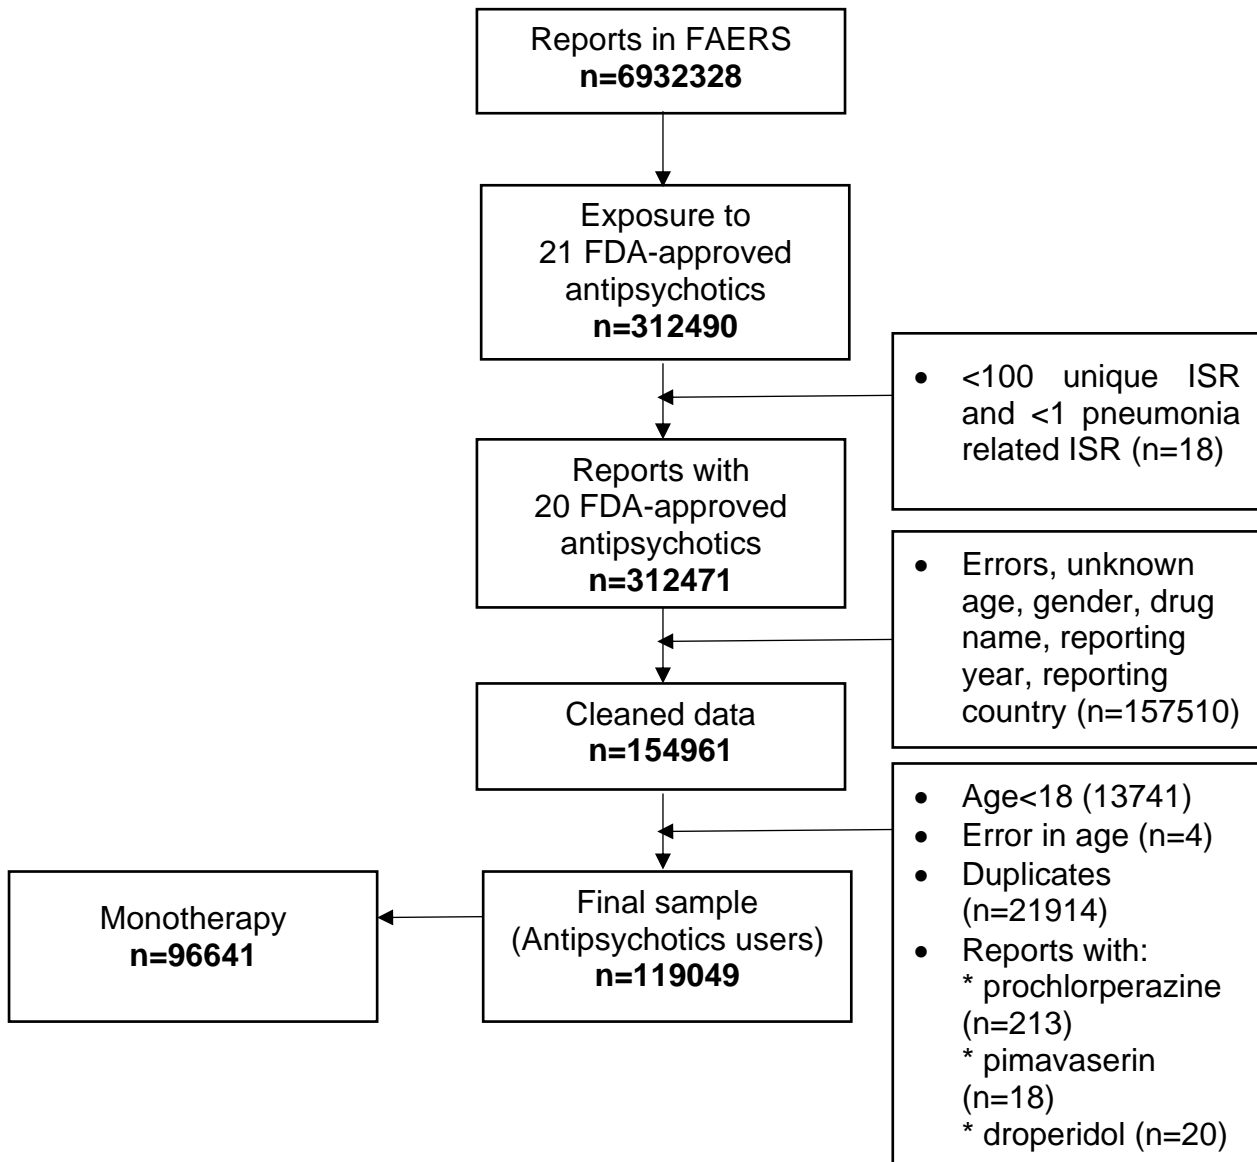 Reports in FAERS
n=6932328
Exposure to
21 FDA-approved
antipsychotics
n=312490
• <100 unique ISR
and <1 pneumonia
related ISR (n=18)
Reports with
20 FDA-approved
antipsychotics
n=312471
• Errors, unknown
age, gender, drug
name, reporting
year, reporting
country (n=157510)
Cleaned data
n=154961
• Age<18 (13741)
• Error in age (n=4)
• Duplicates
(n=21914)
• Reports with:
* prochlorperazine
(n=213)
* pimavaserin
(n=18)
* droperidol (n=20)
Final sample
(Antipsychotics users)
n=119049
Monotherapy
n=96641